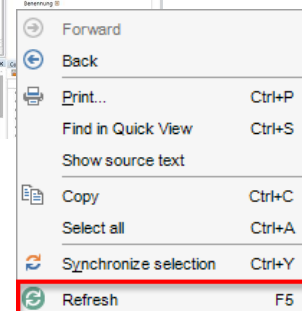 Benennung
Forward
Back
Print... Ctrl+P
Find in Quick View Ctrl+S
Show source text
Copy Ctrl+C
Select all Ctrl+A
Synchronize selection Ctrl+Y
Refresh F5